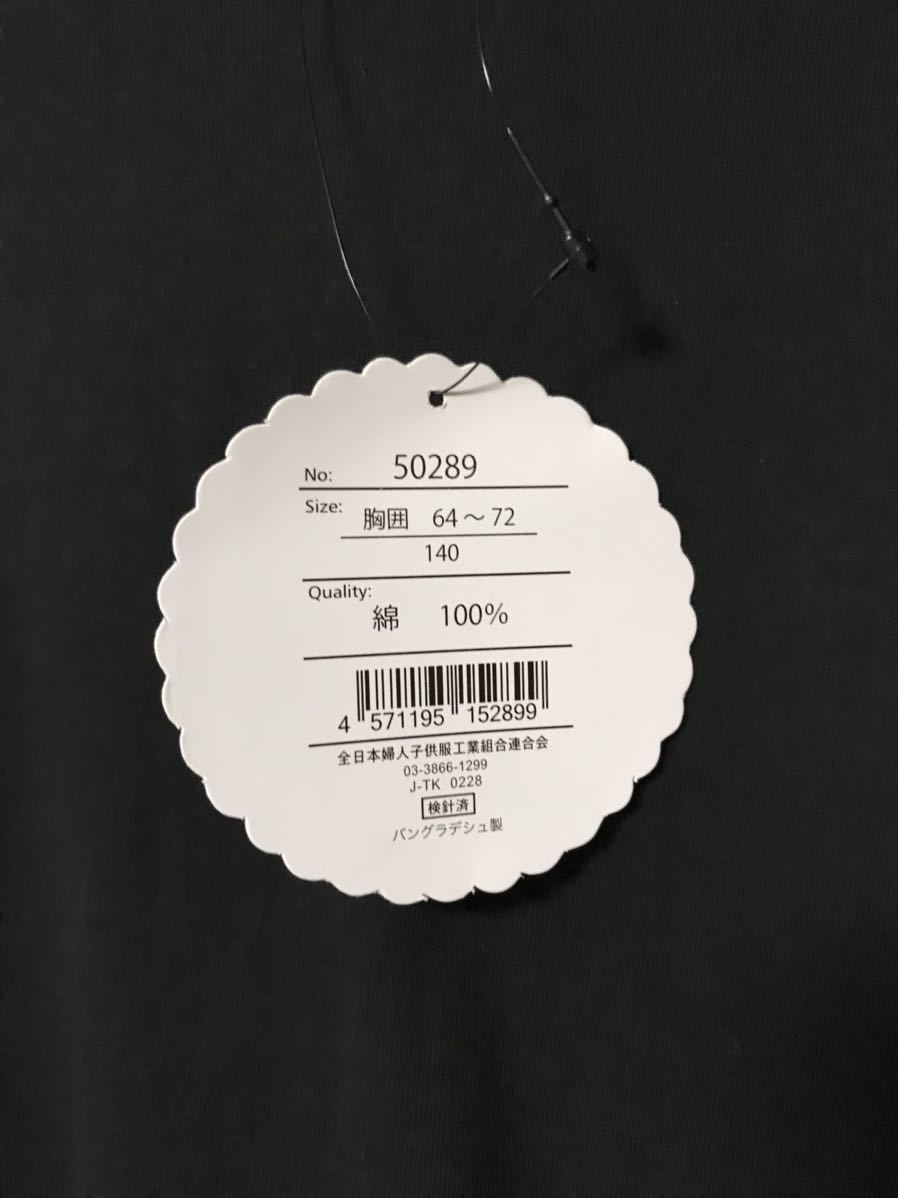 No: 50289
Size: 胸囲 64～72
140
Quality:
綿 100%
4 571195 152899
全日本婦人子供服工業組合連合会
03-3866-1299
J-TK 0228
検針済
バングラデシュ製